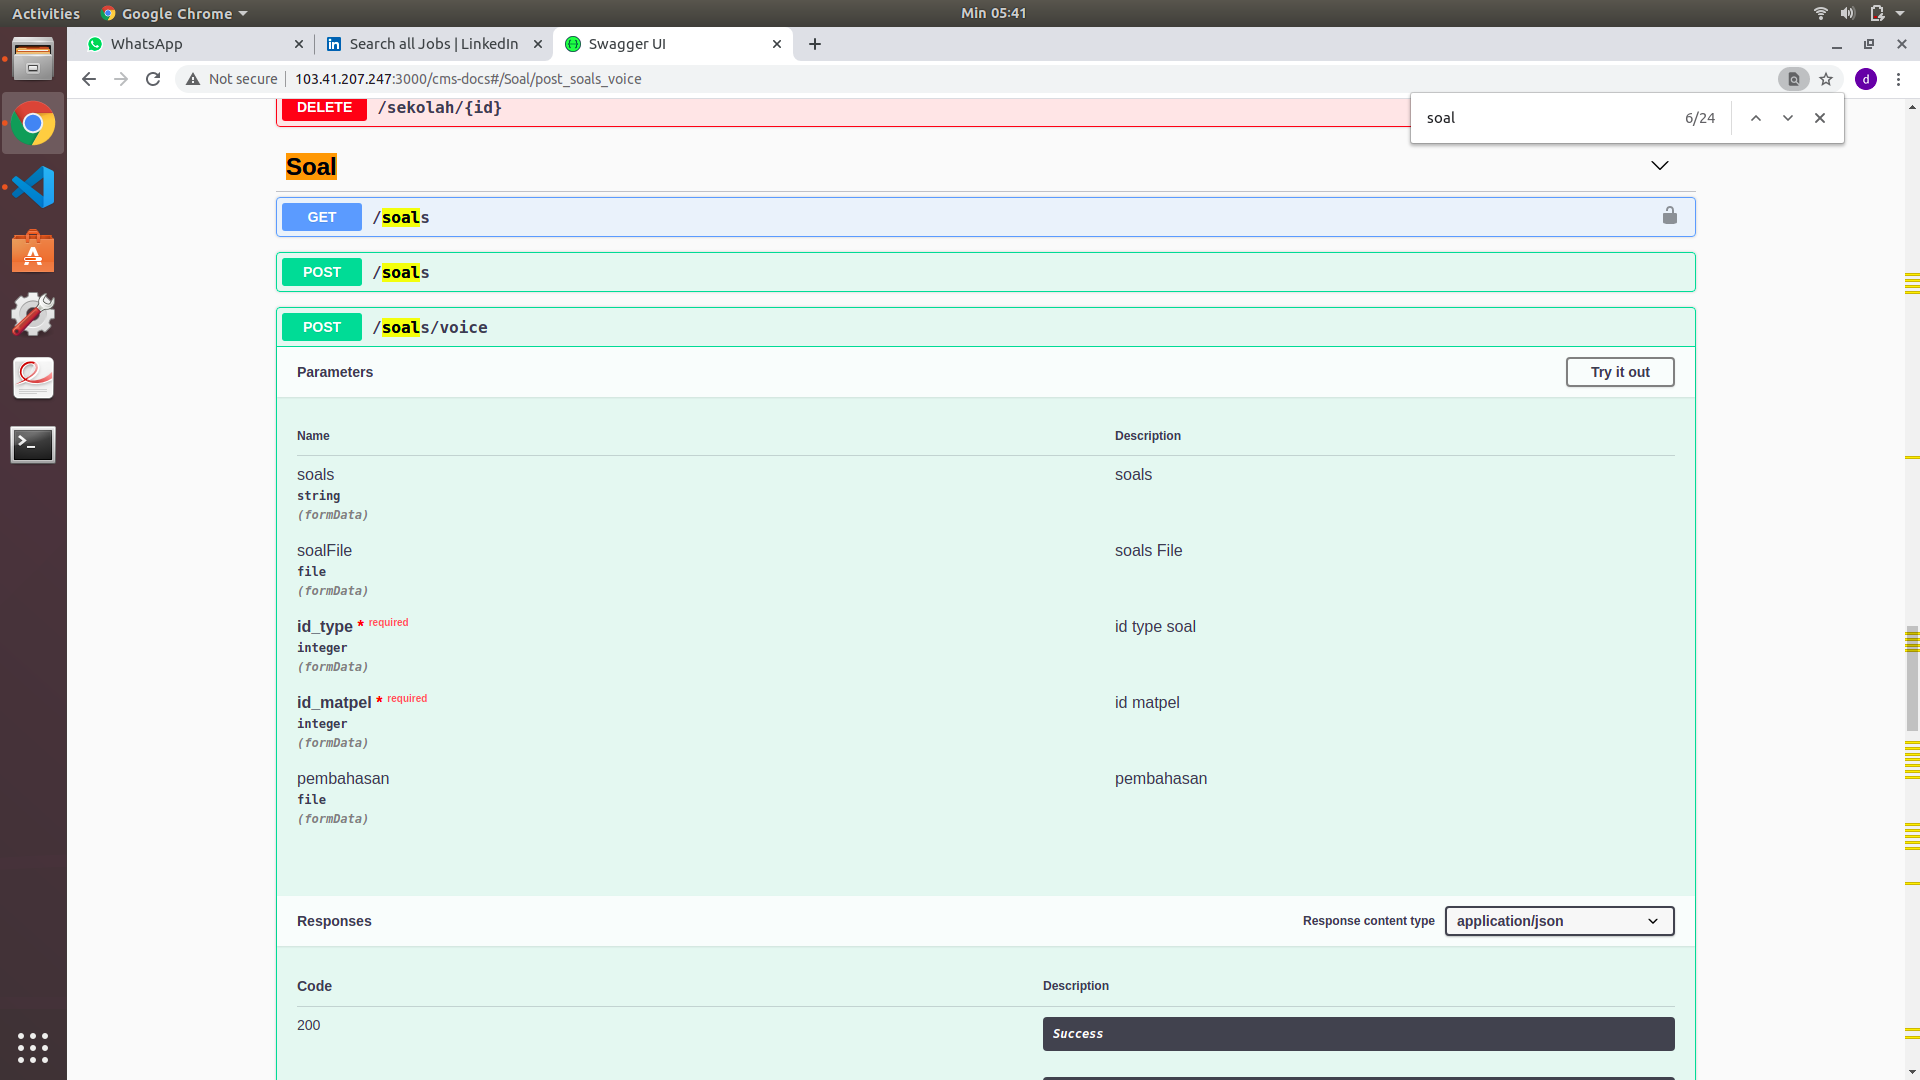 Activities Google Chrome Min 05:41
WhatsApp Search all Jobs | LinkedIn Swagger UI
Not secure 103.41.207.247:3000/cms-docs#/Soal/post_soals_voice d
DELETE /sekolah/{id}
soal 6/24
Soal
GET /soals
POST /soals
POST /soals/voice
Parameters Try it out
Name Description
soals soals
string
(formData)
soalFile soals File
file
(formData)
id_type * required id type soal
integer
(formData)
id_matpel * required id matpel
integer
(formData)
pembahasan pembahasan
file
(formData)
Responses Response content type application/json
Code Description
200 Success